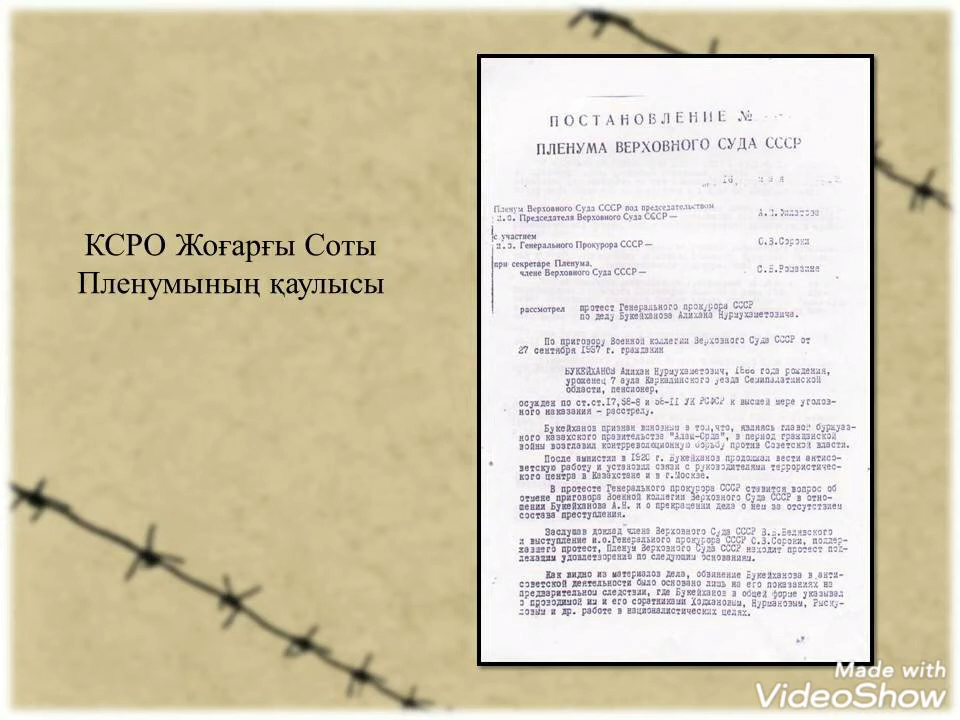 КСРО Жоғарғы Соты
Пленумының қаулысы
ПОСТАНОВЛЕНИЕ №
ПЛЕНУМА ВЕРХОВНОГО СУДА СССР
16 мая
Пленум Верховного Суда СССР под председательством
и.о. Председателя Верховного Суда СССР —
с участием
и.о. Генерального Прокурора СССР —
С.З.Сороки
при секретаре Пленума,
члене Верховного Суда СССР —
рассмотрел протест Генерального прокурора СССР
по делу Букейханова Алихана Нурмухаметовича.
По приговору Военной коллегии Верховного Суда СССР от
27 сентября 1937 г. гражданин
БУКЕЙХАНОВ Алихан Нурмухаметович, 1866 года рождения,
уроженец 7 аула Каркалинского уезда Семипалатинской
области, пенсионер,
осужден по ст.ст.17,58-8 и 58-11 УК РСФСР к высшей мере уголов-
ного наказания – расстрелу.
Букейханов признан виновным в том,что, являясь главой буржуаз-
ного казахского правительства "Алаш-Орда", в период гражданской
войны возглавил контрреволюционную борьбу против Советской власти.
После амнистии в 1920 г. Букейханов продолжал вести антисо-
ветскую работу и установил связи с руководителями террористичес-
кого центра в Казахстане и в г.Москве.
В протесте Генерального прокурора СССР ставится вопрос об
отмене приговора Военной коллегии Верховного Суда СССР в отно-
шении Букейханова А.Н. и о прекращении дела о нем за отсутствием
состава преступления.
Заслушав доклад члена Верховного Суда СССР В.Б.Белявского
и выступление и.о.Генерального прокурора СССР С.З.Сороки, поддер-
жавшего протест, Пленум Верховного Суда СССР находит протест под-
лежащим удовлетворению по следующим основаниям.
Как видно из материалов дела, обвинение Букейханова в анти-
советской деятельности было основано лишь на его показаниях на
предварительном следствии, где Букейханов в общей форме указывал
о проводимой им и его соратниками Ходжановым, Нурмановым, Рыску-
ловым и др. работе в националистических целях.
Made with
VideoShow